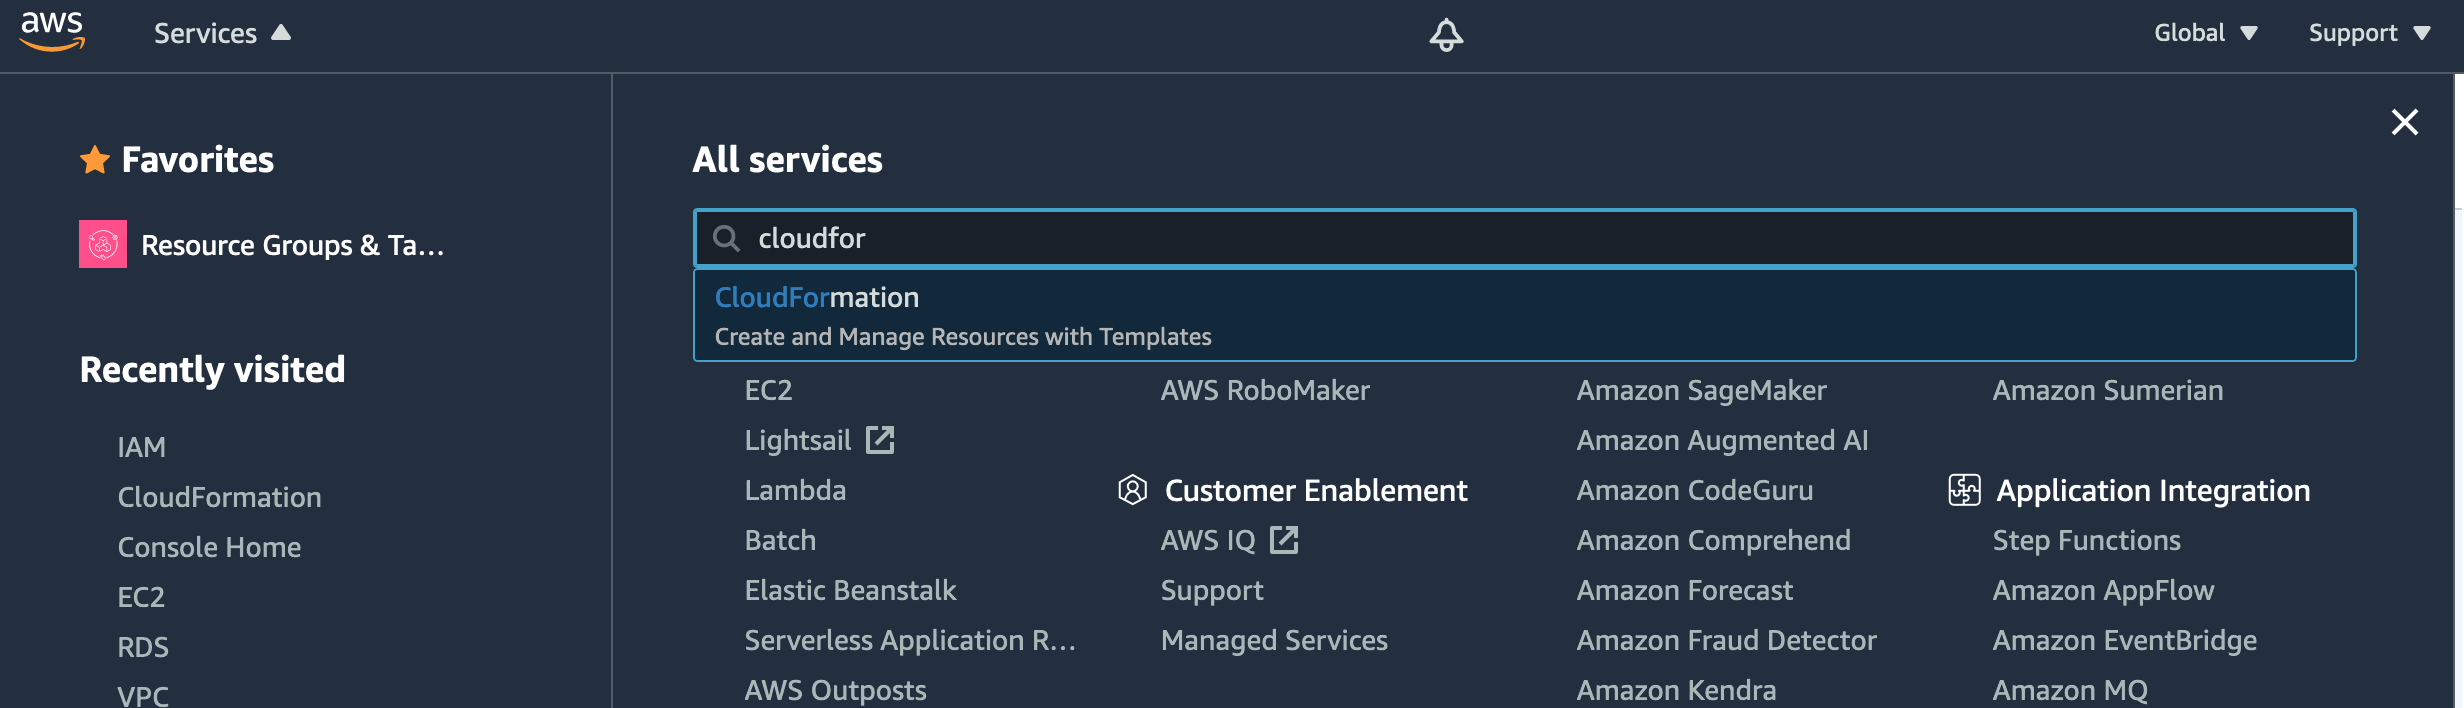 aws
Services
Global
Support
Favorites
Resource Groups & Ta...
Recently visited
IAM
CloudFormation
Console Home
EC2
RDS
VPC
All services
cloudfor
CloudFormation
Create and Manage Resources with Templates
EC2
Lightsail
Lambda
Batch
Elastic Beanstalk
Serverless Application R...
AWS Outposts
AWS RoboMaker
Customer Enablement
AWS IQ
Support
Managed Services
Amazon SageMaker
Amazon Augmented AI
Amazon CodeGuru
Amazon Comprehend
Amazon Forecast
Amazon Fraud Detector
Amazon Kendra
Amazon Sumerian
Application Integration
Step Functions
Amazon AppFlow
Amazon EventBridge
Amazon MQ